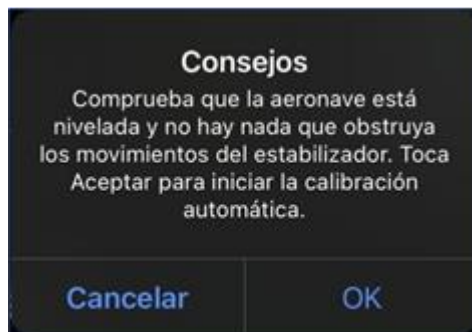 Consejos
Comprueba que la aeronave está
nivelada y no hay nada que obstruya
los movimientos del estabilizador. Toca
Aceptar para iniciar la calibración
automática.
Cancelar
OK